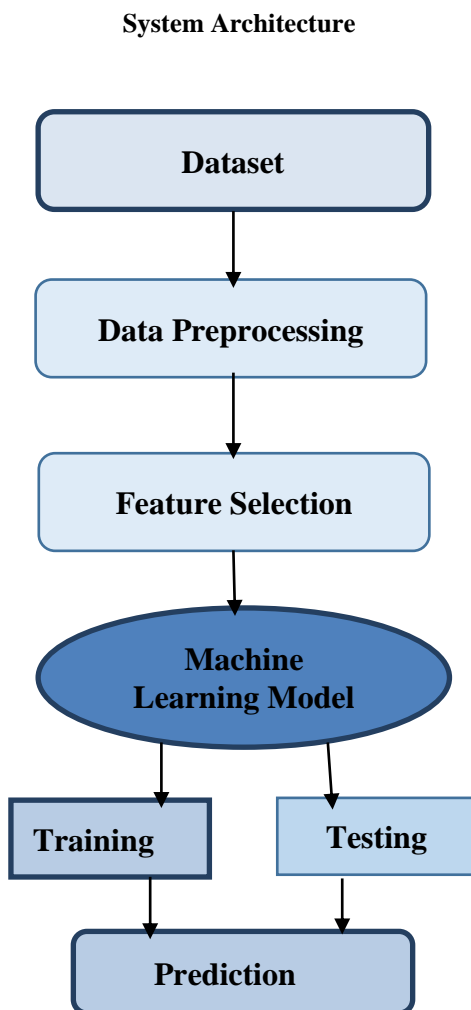 System Architecture
Dataset
Data Preprocessing
Feature Selection
Machine
Learning Model
Training
Testing
Prediction